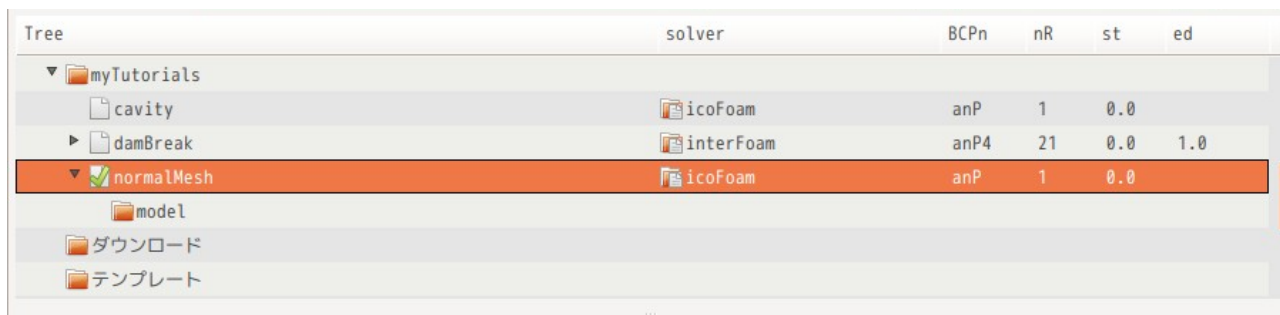 Tree solver BCPn nR st ed
myTutorials
cavity icoFoam anP 1 0.0
damBreak interFoam anP4 21 0.0 1.0
normalMesh icoFoam anP 1 0.0
model
ダウンロード
テンプレート